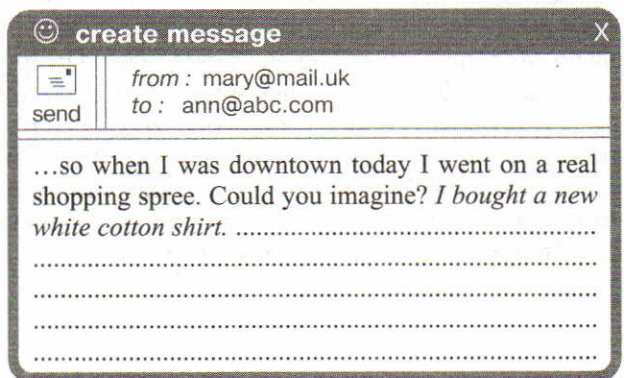 create message X
send
from : mary@mail.uk
to : ann@abc.com
...so when I was downtown today I went on a real
shopping spree. Could you imagine? I bought a new
white cotton shirt. ......................................................
....................................................................................
....................................................................................
....................................................................................
....................................................................................